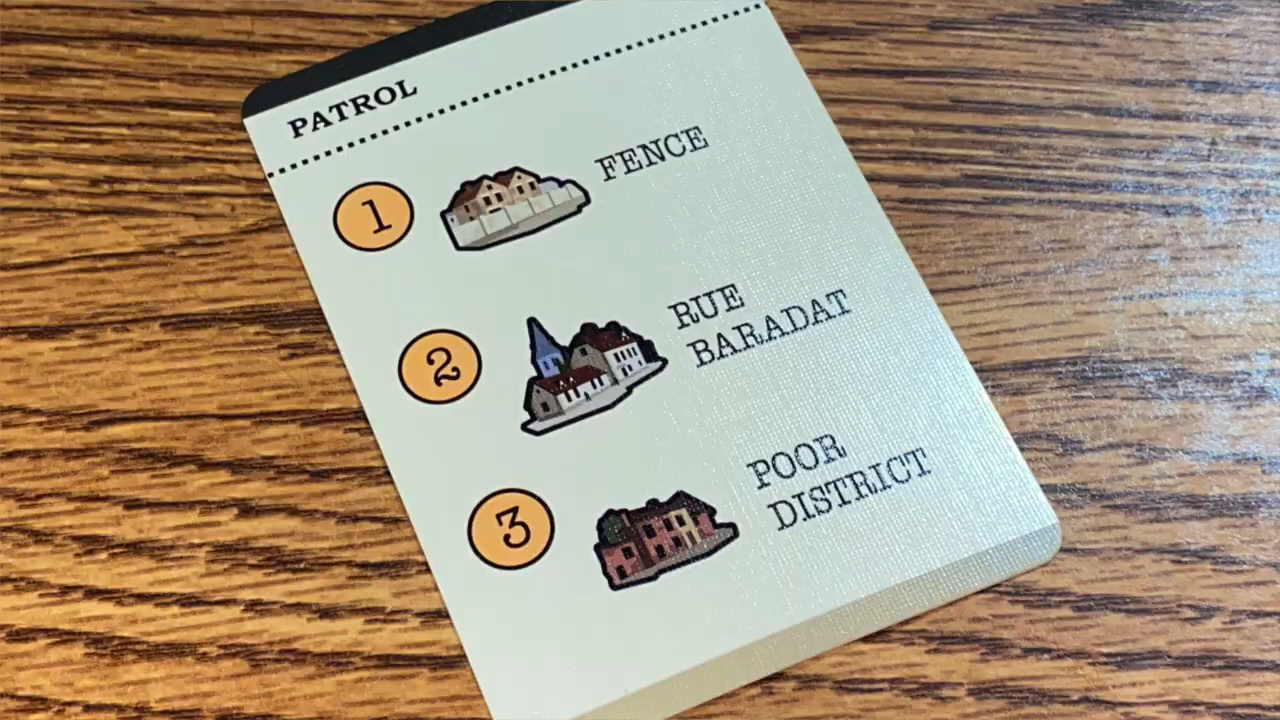 PATROL
1
FENCE
2
RUE
BARADAT
3
POOR
DISTRICT